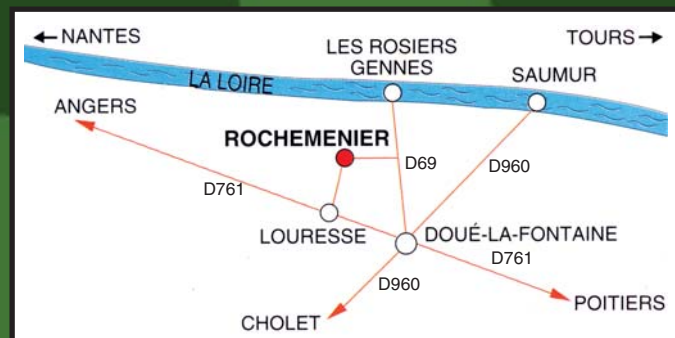 ← NANTES
TOURS →
LES ROSIERS
GENNES
SAUMUR
LA LOIRE
ANGERS
ROCHEMENIER
D69
D960
D761
LOURESSE
DOUÉ-LA-FONTAINE
D761
D960
POITIERS
CHOLET